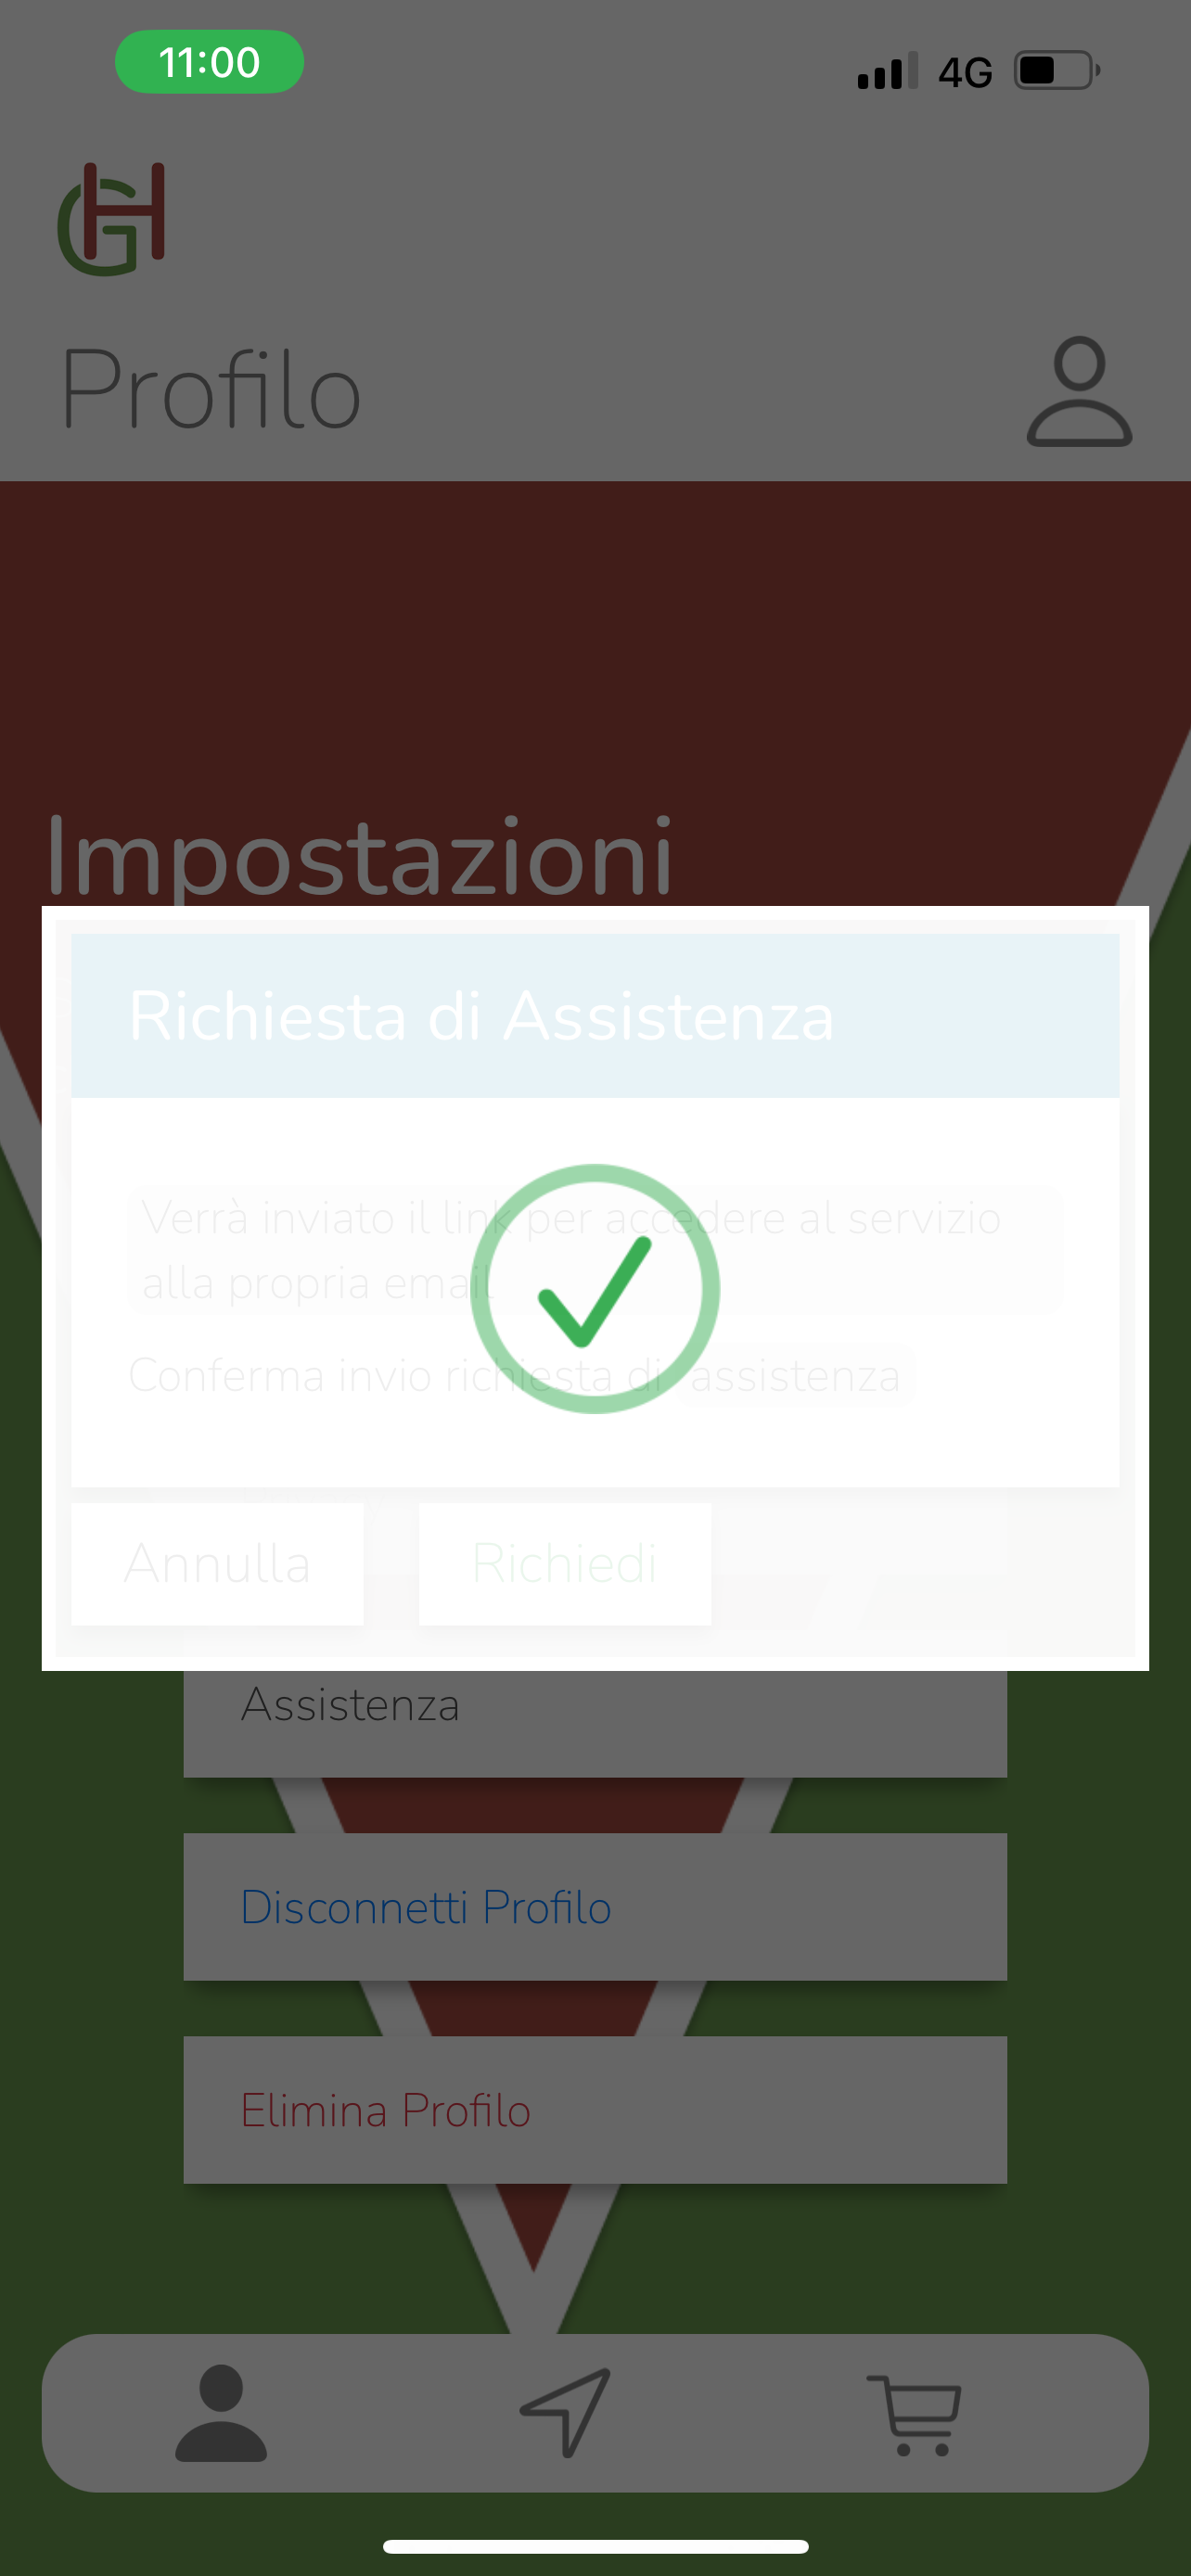 11:00
4G
GH
Profilo
Impostazioni
Richiesta di Assistenza
Verrà inviato il link per accedere al servizio
alla propria email
Conferma invio richiesta di assistenza
Annulla
Richiedi
Assistenza
Disconnetti Profilo
Elimina Profilo